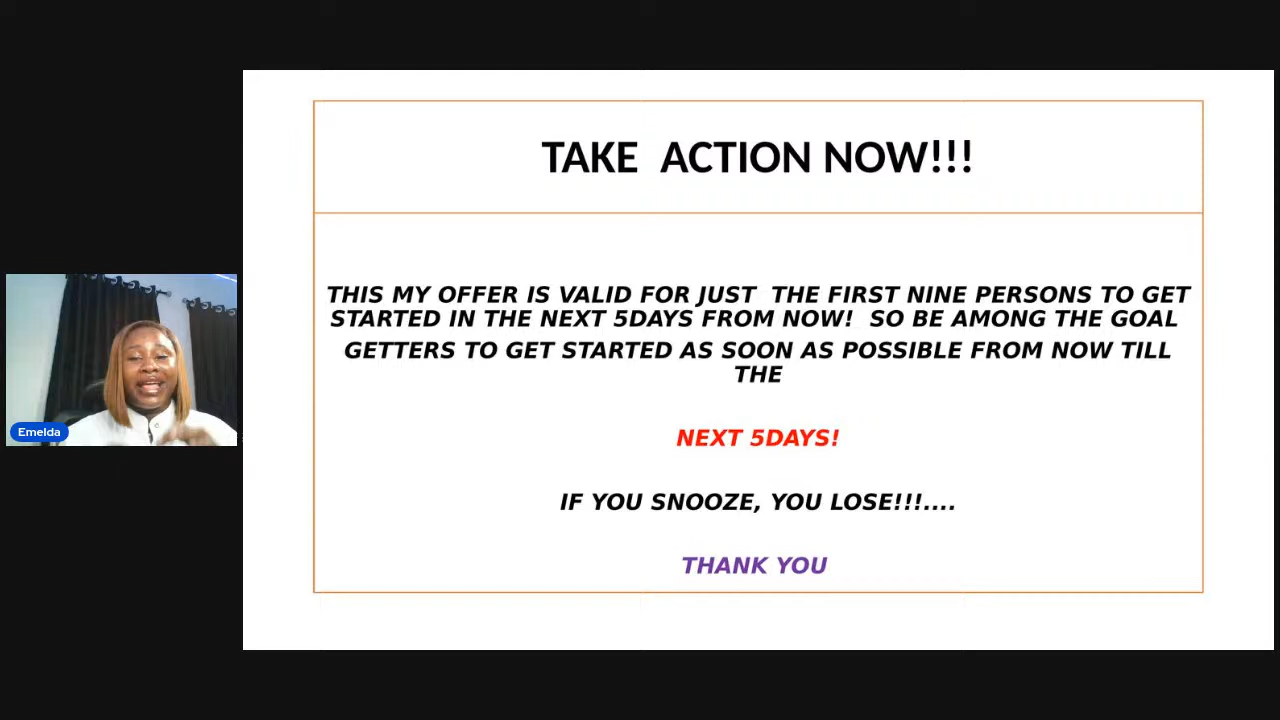 TAKE ACTION NOW!!!
THIS MY OFFER IS VALID FOR JUST THE FIRST NINE PERSONS TO GET
STARTED IN THE NEXT 5DAYS FROM NOW! SO BE AMONG THE GOAL
GETTERS TO GET STARTED AS SOON AS POSSIBLE FROM NOW TILL
THE
NEXT 5DAYS!
IF YOU SNOOZE, YOU LOSE!!!....
THANK YOU
Emelda